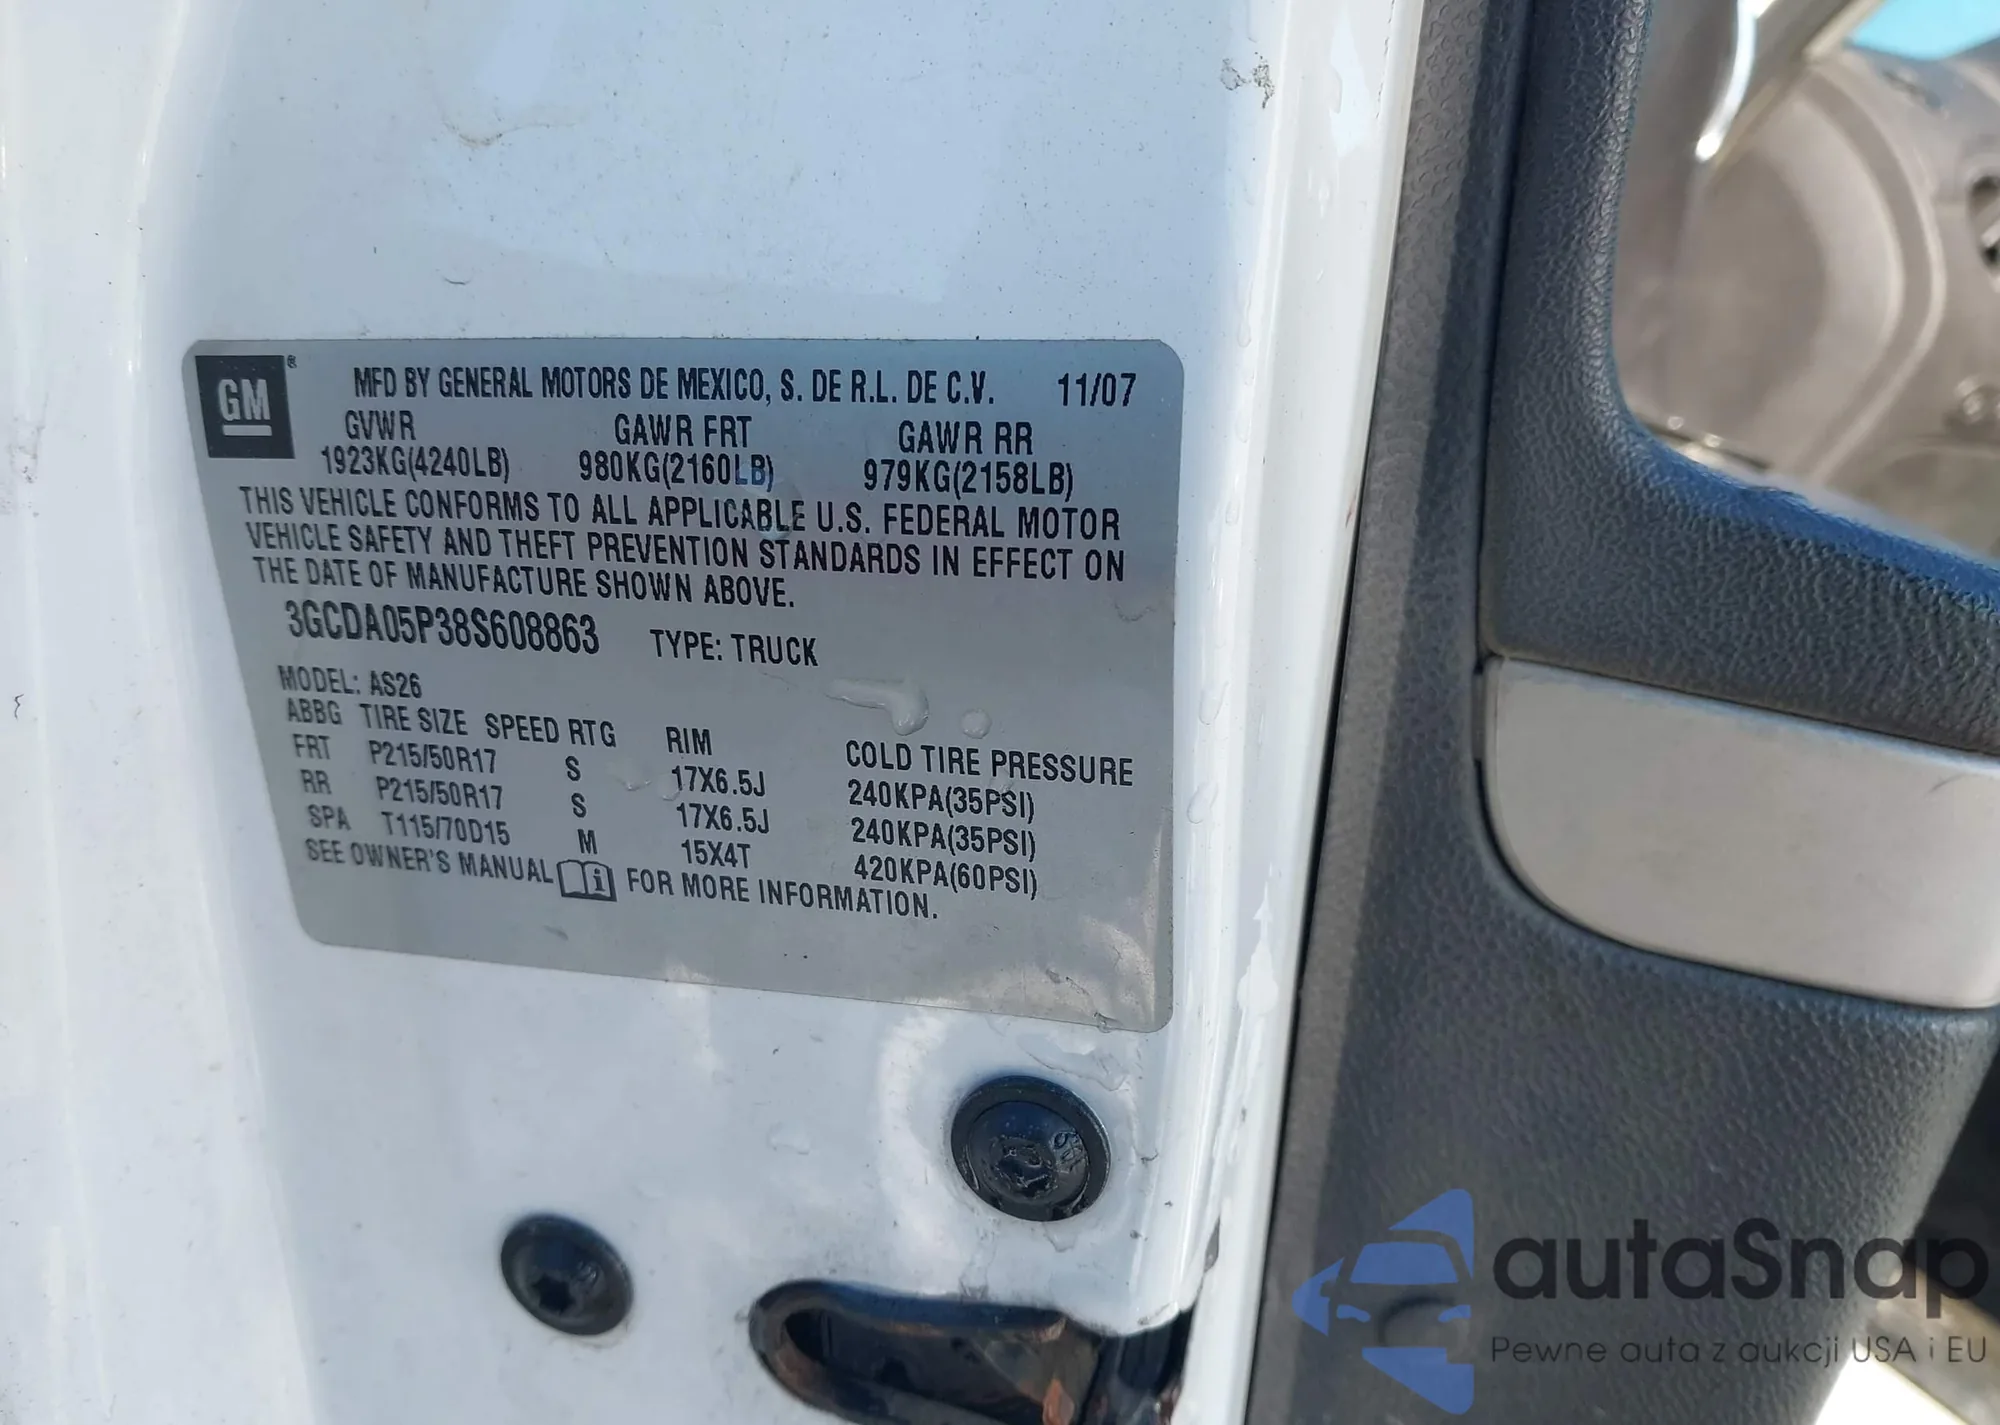 GM ® MFD BY GENERAL MOTORS DE MEXICO, S. DE R.L. DE C.V. 11/07
GVWR GAWR FRT GAWR RR
1923KG(4240LB) 980KG(2160LB) 979KG(2158LB)
THIS VEHICLE CONFORMS TO ALL APPLICABLE U.S. FEDERAL MOTOR
VEHICLE SAFETY AND THEFT PREVENTION STANDARDS IN EFFECT ON
THE DATE OF MANUFACTURE SHOWN ABOVE.
3GCDA05P38S608863 TYPE: TRUCK
MODEL: AS26
ABBG TIRE SIZE SPEED RTG RIM COLD TIRE PRESSURE
FRT P215/50R17 S 17X6.5J 240KPA(35PSI)
RR P215/50R17 S 17X6.5J 240KPA(35PSI)
SPA T115/70D15 M 15X4T 420KPA(60PSI)
SEE OWNER'S MANUAL FOR MORE INFORMATION.
autaSnap
Pewne auta z aukcji USA i EU